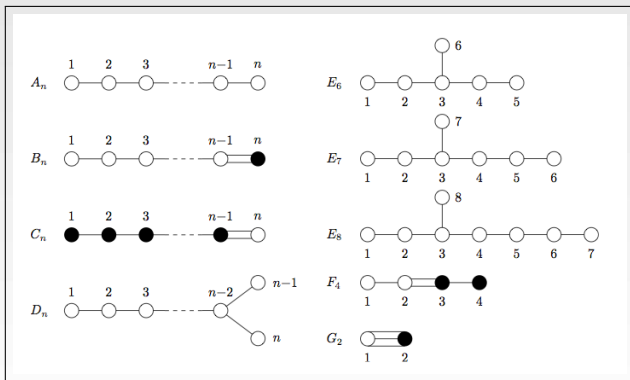 1 2 3 n−1 n
A_n
1 2 3 n−1 n
B_n
1 2 3 n−1 n
C_n
1 2 3 n−2 n−1
D_n
n
6
E_6
1 2 3 4 5
7
E_7
1 2 3 4 5 6
8
E_8
1 2 3 4 5 6 7
F_4
1 2 3 4
G_2
1 2